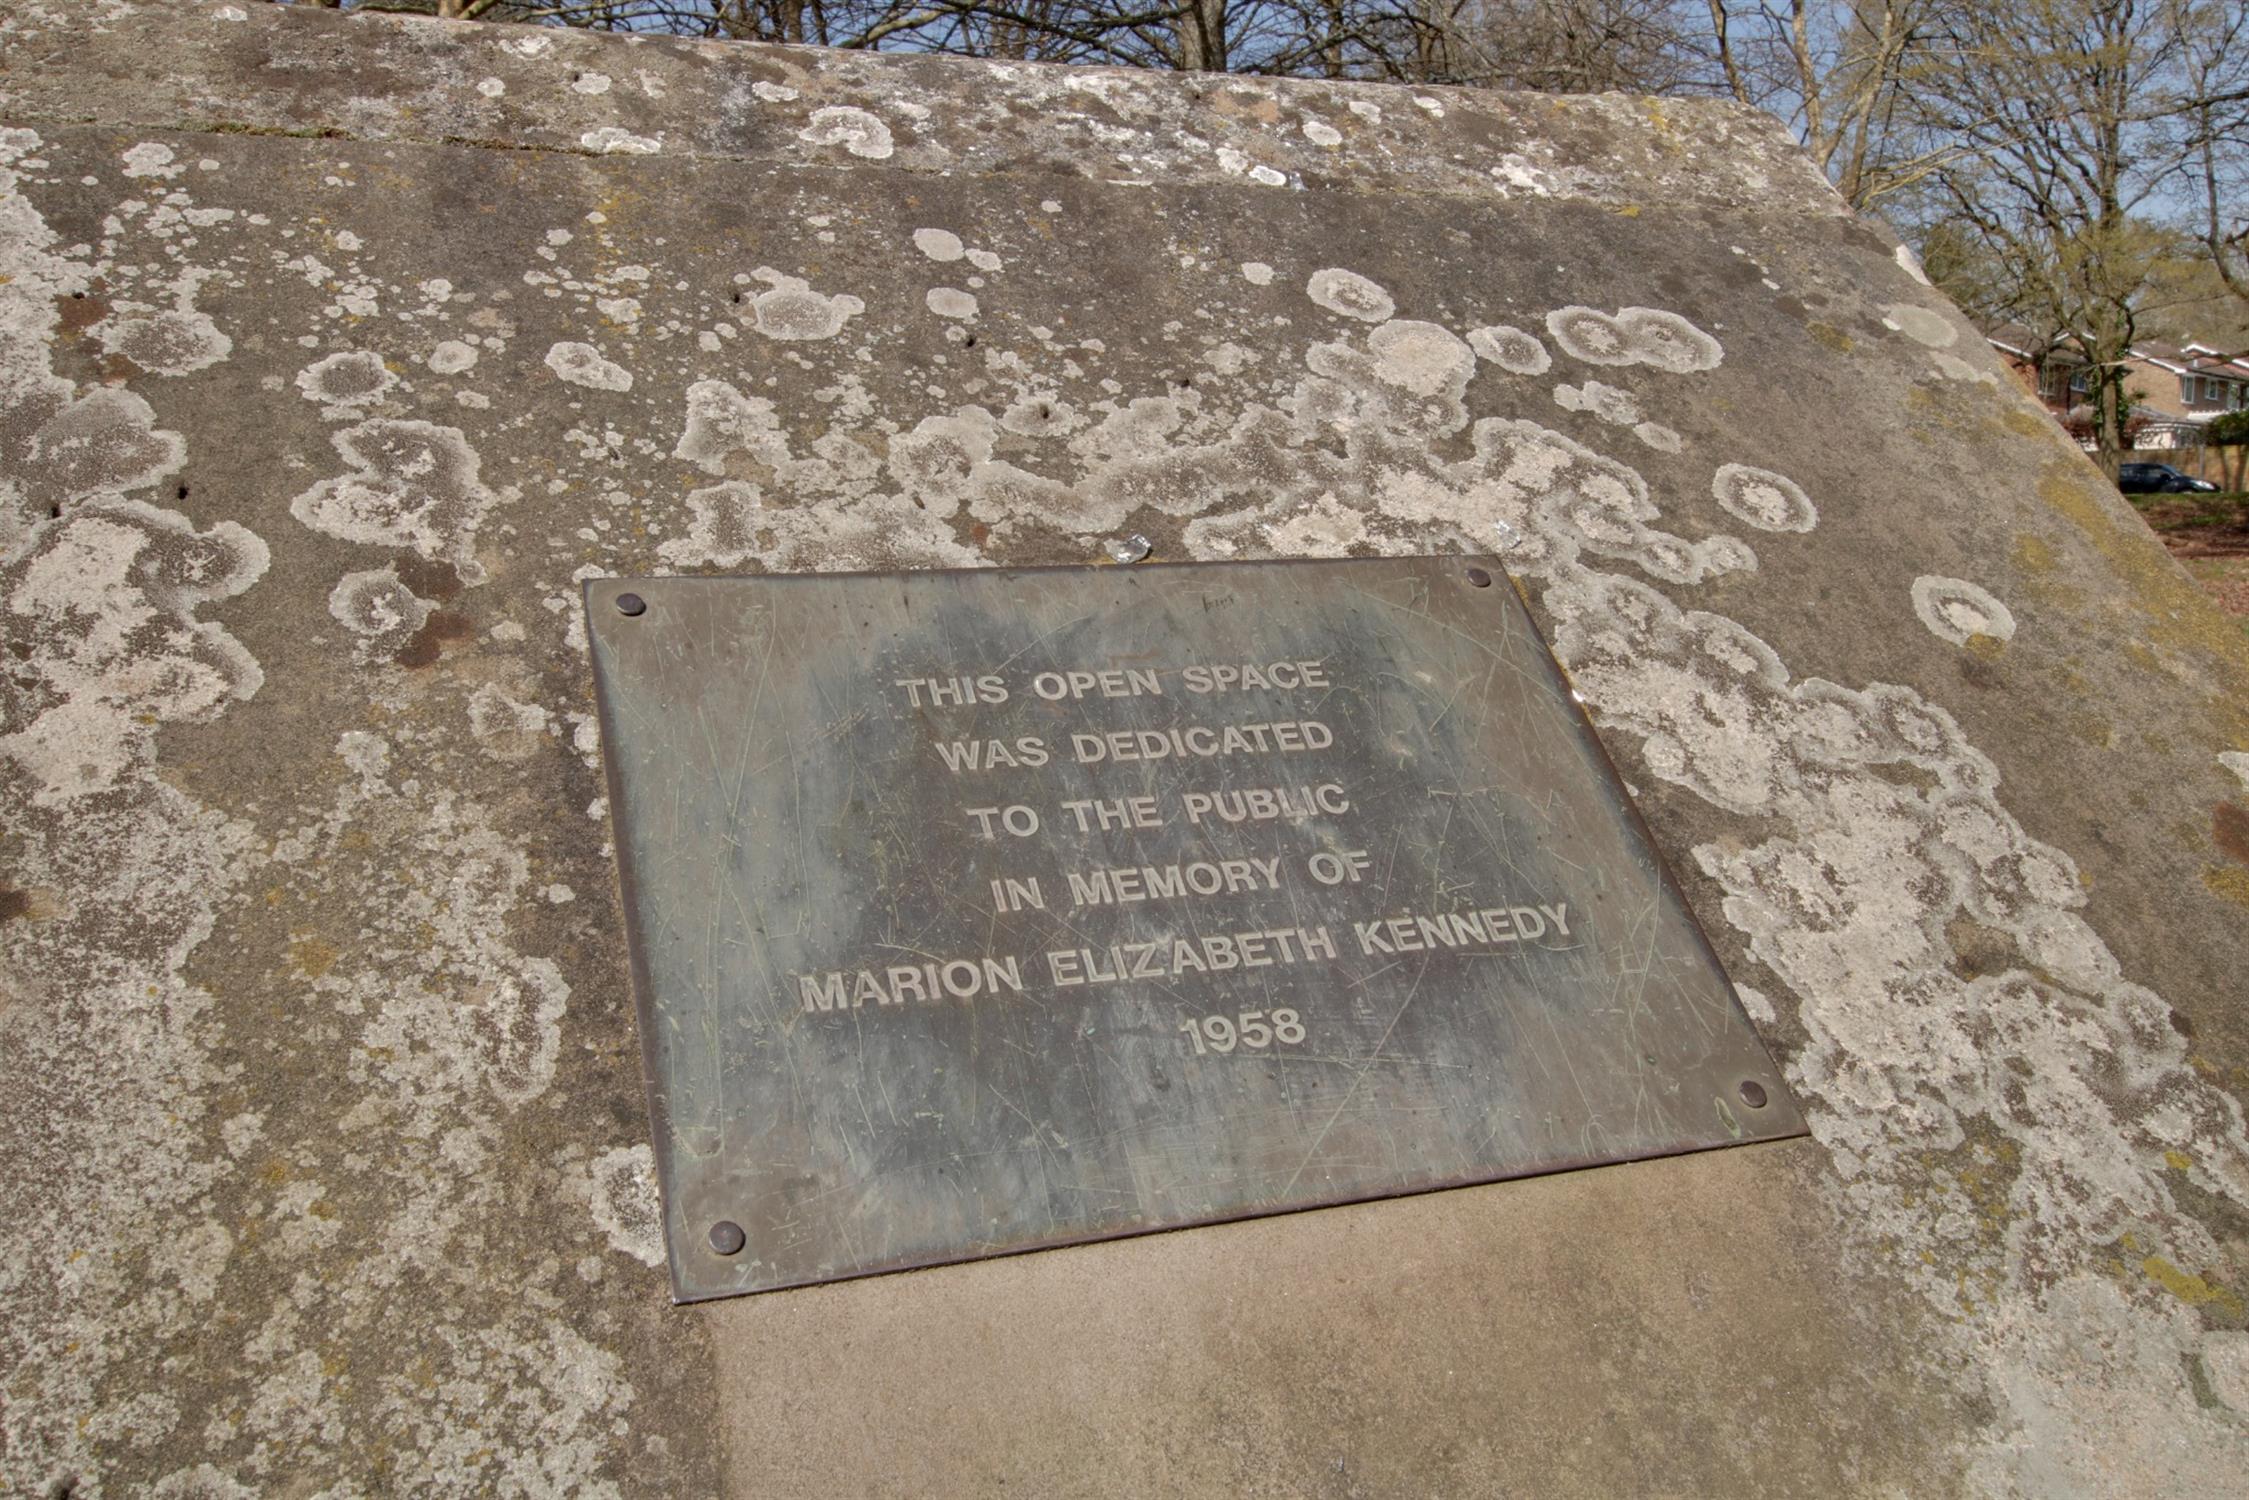 THIS OPEN SPACE
WAS DEDICATED
TO THE PUBLIC
IN MEMORY OF
MARION ELIZABETH KENNEDY
1958